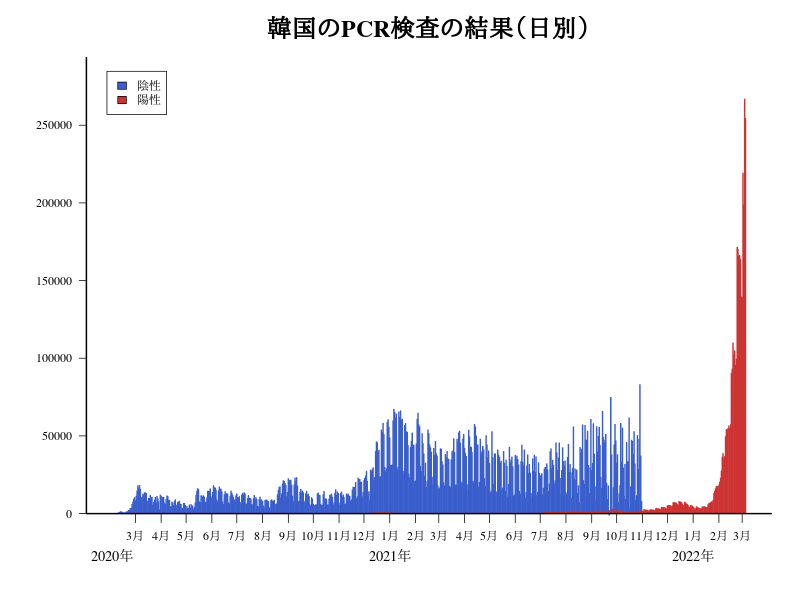 韓国のPCR検査の結果（日別）
陰性
陽性
250000
200000
150000
100000
50000
0
3月 4月 5月 6月 7月 8月 9月 10月 11月 12月 1月 2月 3月 4月 5月 6月 7月 8月 9月 10月 11月 12月 1月 2月 3月
2020年 2021年 2022年